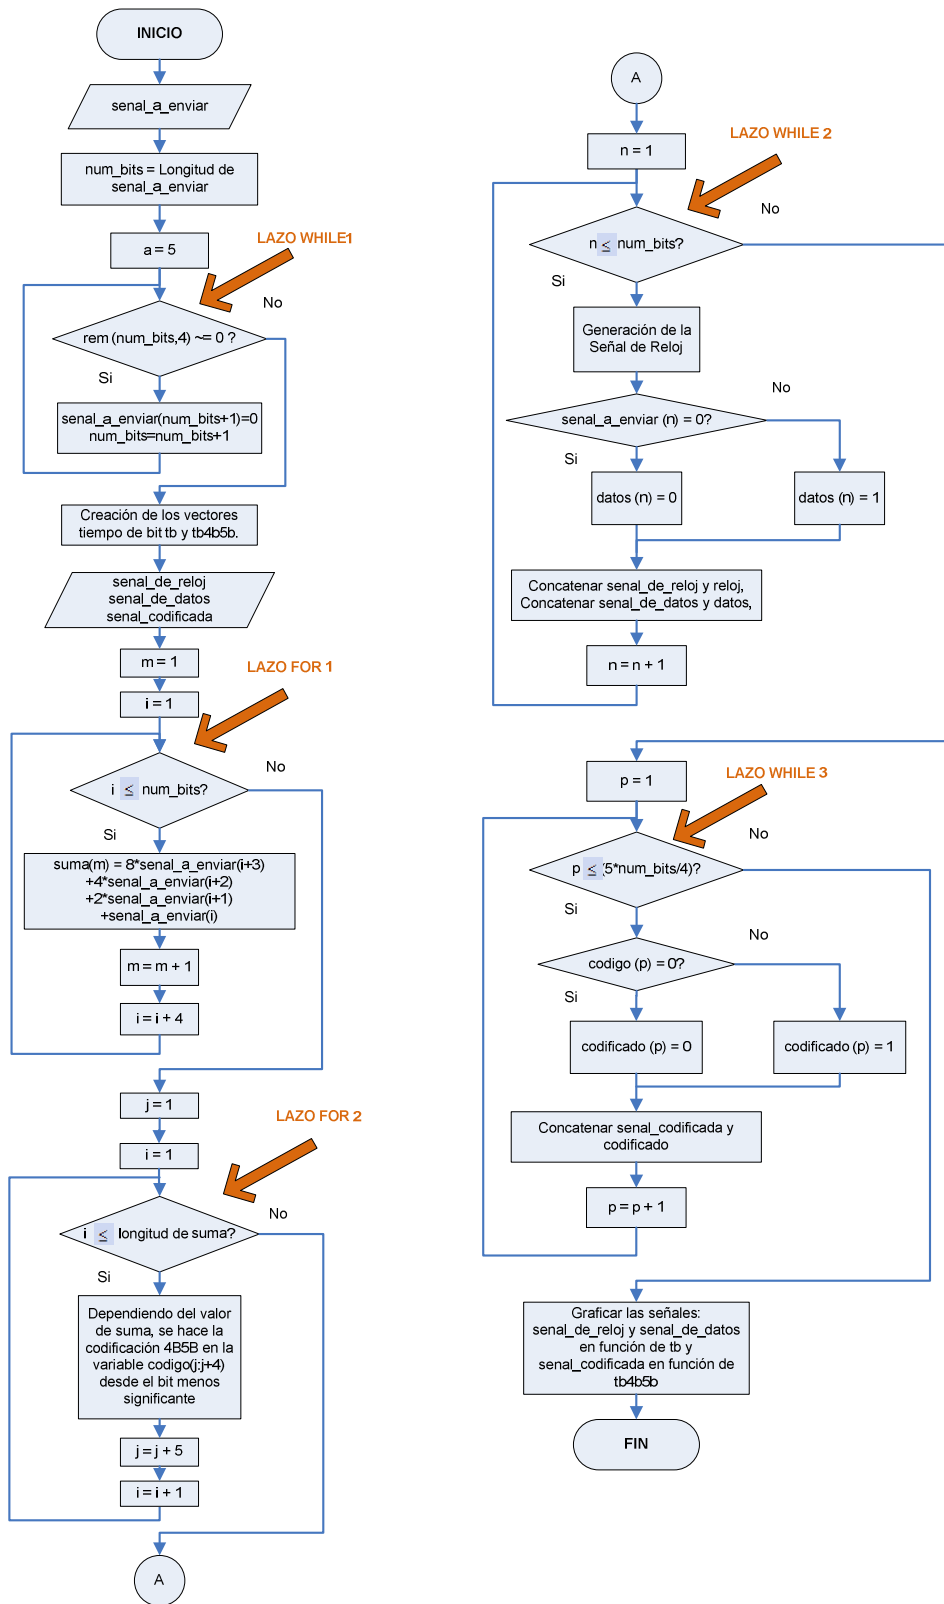 INICIO
senal_a_enviar
num_bits = Longitud de
senal_a_enviar
a = 5
LAZO WHILE1
No
rem (num_bits,4) ~= 0 ?
Si
senal_a_enviar(num_bits+1)=0
num_bits=num_bits+1
Creación de los vectores
tiempo de bit tb y tb4b5b.
senal_de_reloj
senal_de_datos
senal_codificada
m = 1
LAZO FOR 1
i = 1
No
i ≤ num_bits?
Si
suma(m) = 8*senal_a_enviar(i+3)
+4*senal_a_enviar(i+2)
+2*senal_a_enviar(i+1)
+senal_a_enviar(i)
m = m + 1
i = i + 4
j = 1
LAZO FOR 2
i = 1
No
i ≤ longitud de suma?
Si
Dependiendo del valor
de suma, se hace la
codificación 4B5B en la
variable codigo(j:j+4)
desde el bit menos
significante
j = j + 5
i = i + 1
A
A
n = 1
LAZO WHILE 2
No
n ≤ num_bits?
Si
Generación de la
Señal de Reloj
No
senal_a_enviar (n) = 0?
Si
datos (n) = 0
datos (n) = 1
Concatenar senal_de_reloj y reloj,
Concatenar senal_de_datos y datos,
n = n + 1
p = 1
LAZO WHILE 3
No
p ≤ (5*num_bits/4)?
Si
No
codigo (p) = 0?
Si
codificado (p) = 0
codificado (p) = 1
Concatenar senal_codificada y
codificado
p = p + 1
Graficar las señales:
senal_de_reloj y senal_de_datos
en función de tb y
senal_codificada en función de
tb4b5b
FIN